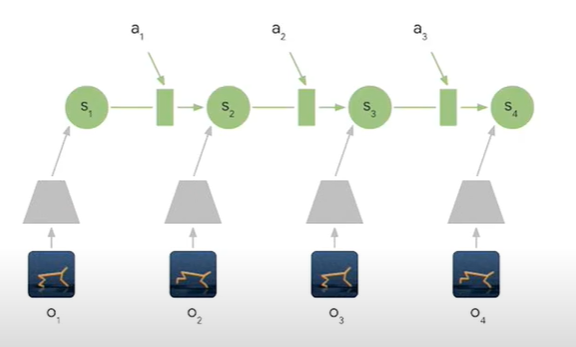 a₁ a₂ a₃
s₁ s₂ s₃ s₄
o₁ o₂ o₃ o₄